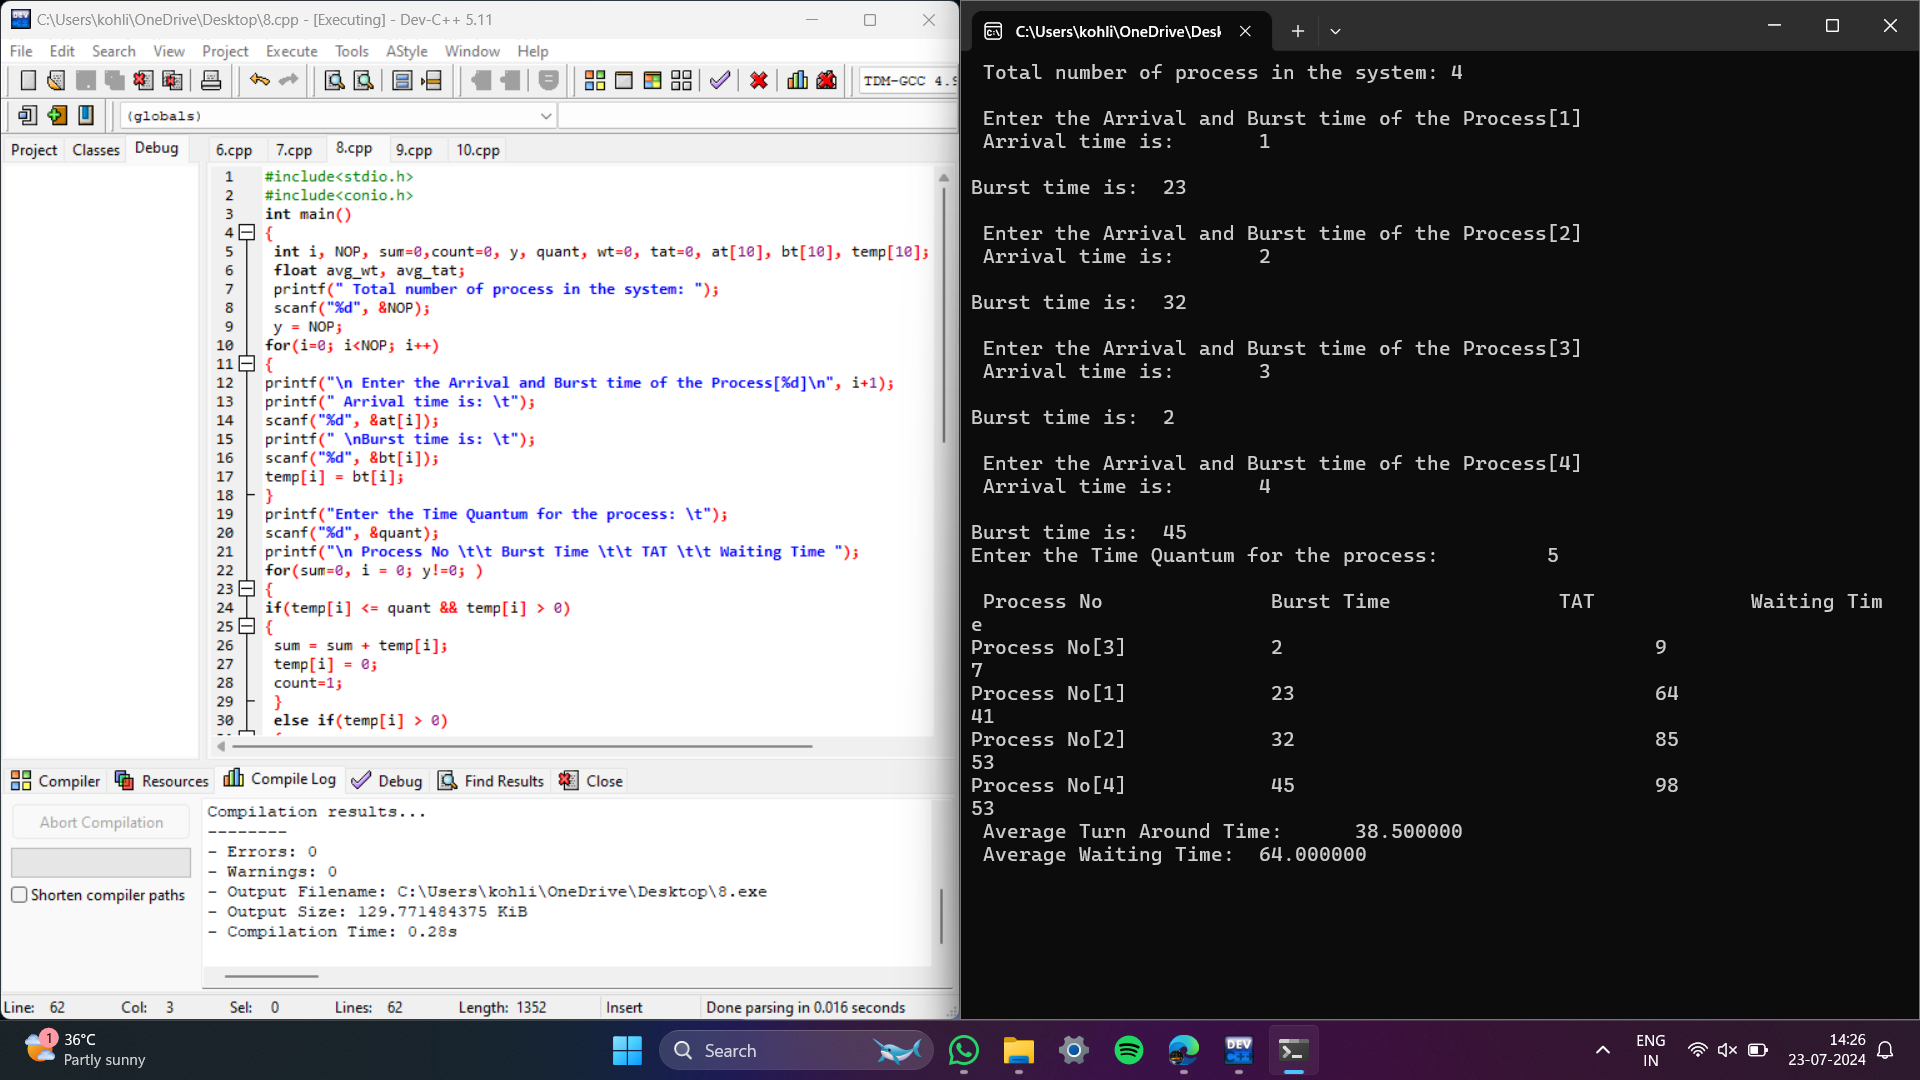 C:\Users\kohli\OneDrive\Desktop\8.cpp - [Executing] - Dev-C++ 5.11
File Edit Search View Project Execute Tools AStyle Window Help
TDM-GCC 4.9
(globals)
Project Classes Debug
6.cpp 7.cpp 8.cpp 9.cpp 10.cpp
1 #include<stdio.h>
2 #include<conio.h>
3 int main()
4 {
5 int i, NOP, sum=0,count=0, y, quant, wt=0, tat=0, at[10], bt[10], temp[10];
6 float avg_wt, avg_tat;
7 printf(" Total number of process in the system: ");
8 scanf("%d", &NOP);
9 y = NOP;
10 for(i=0; i<NOP; i++)
11 {
12 printf("\n Enter the Arrival and Burst time of the Process[%d]\n", i+1);
13 printf(" Arrival time is: \t");
14 scanf("%d", &at[i]);
15 printf(" \nBurst time is: \t");
16 scanf("%d", &bt[i]);
17 temp[i] = bt[i];
18 }
19 printf("Enter the Time Quantum for the process: \t");
20 scanf("%d", &quant);
21 printf("\n Process No \t\t Burst Time \t\t TAT \t\t Waiting Time ");
22 for(sum=0, i = 0; y!=0; )
23 {
24 if(temp[i] <= quant && temp[i] > 0)
25 {
26 sum = sum + temp[i];
27 temp[i] = 0;
28 count=1;
29 }
30 else if(temp[i] > 0)
Compiler Resources Compile Log Debug Find Results Close
Abort Compilation
Shorten compiler paths
Compilation results...
--------
- Errors: 0
- Warnings: 0
- Output Filename: C:\Users\kohli\OneDrive\Desktop\8.exe
- Output Size: 129.771484375 KiB
- Compilation Time: 0.28s
Line: 62 Col: 3 Sel: 0 Lines: 62 Length: 1352 Insert Done parsing in 0.016 seconds
C:\Users\kohli\OneDrive\Desk
Total number of process in the system: 4
Enter the Arrival and Burst time of the Process[1]
Arrival time is: 1
Burst time is: 23
Enter the Arrival and Burst time of the Process[2]
Arrival time is: 2
Burst time is: 32
Enter the Arrival and Burst time of the Process[3]
Arrival time is: 3
Burst time is: 2
Enter the Arrival and Burst time of the Process[4]
Arrival time is: 4
Burst time is: 45
Enter the Time Quantum for the process: 5
Process No Burst Time TAT Waiting Tim
e
Process No[3] 2 9
7
Process No[1] 23 64
41
Process No[2] 32 85
53
Process No[4] 45 98
53
Average Turn Around Time: 38.500000
Average Waiting Time: 64.000000
1
36°C
Partly sunny
Search
DEV
C++
ENG
IN
14:26
23-07-2024